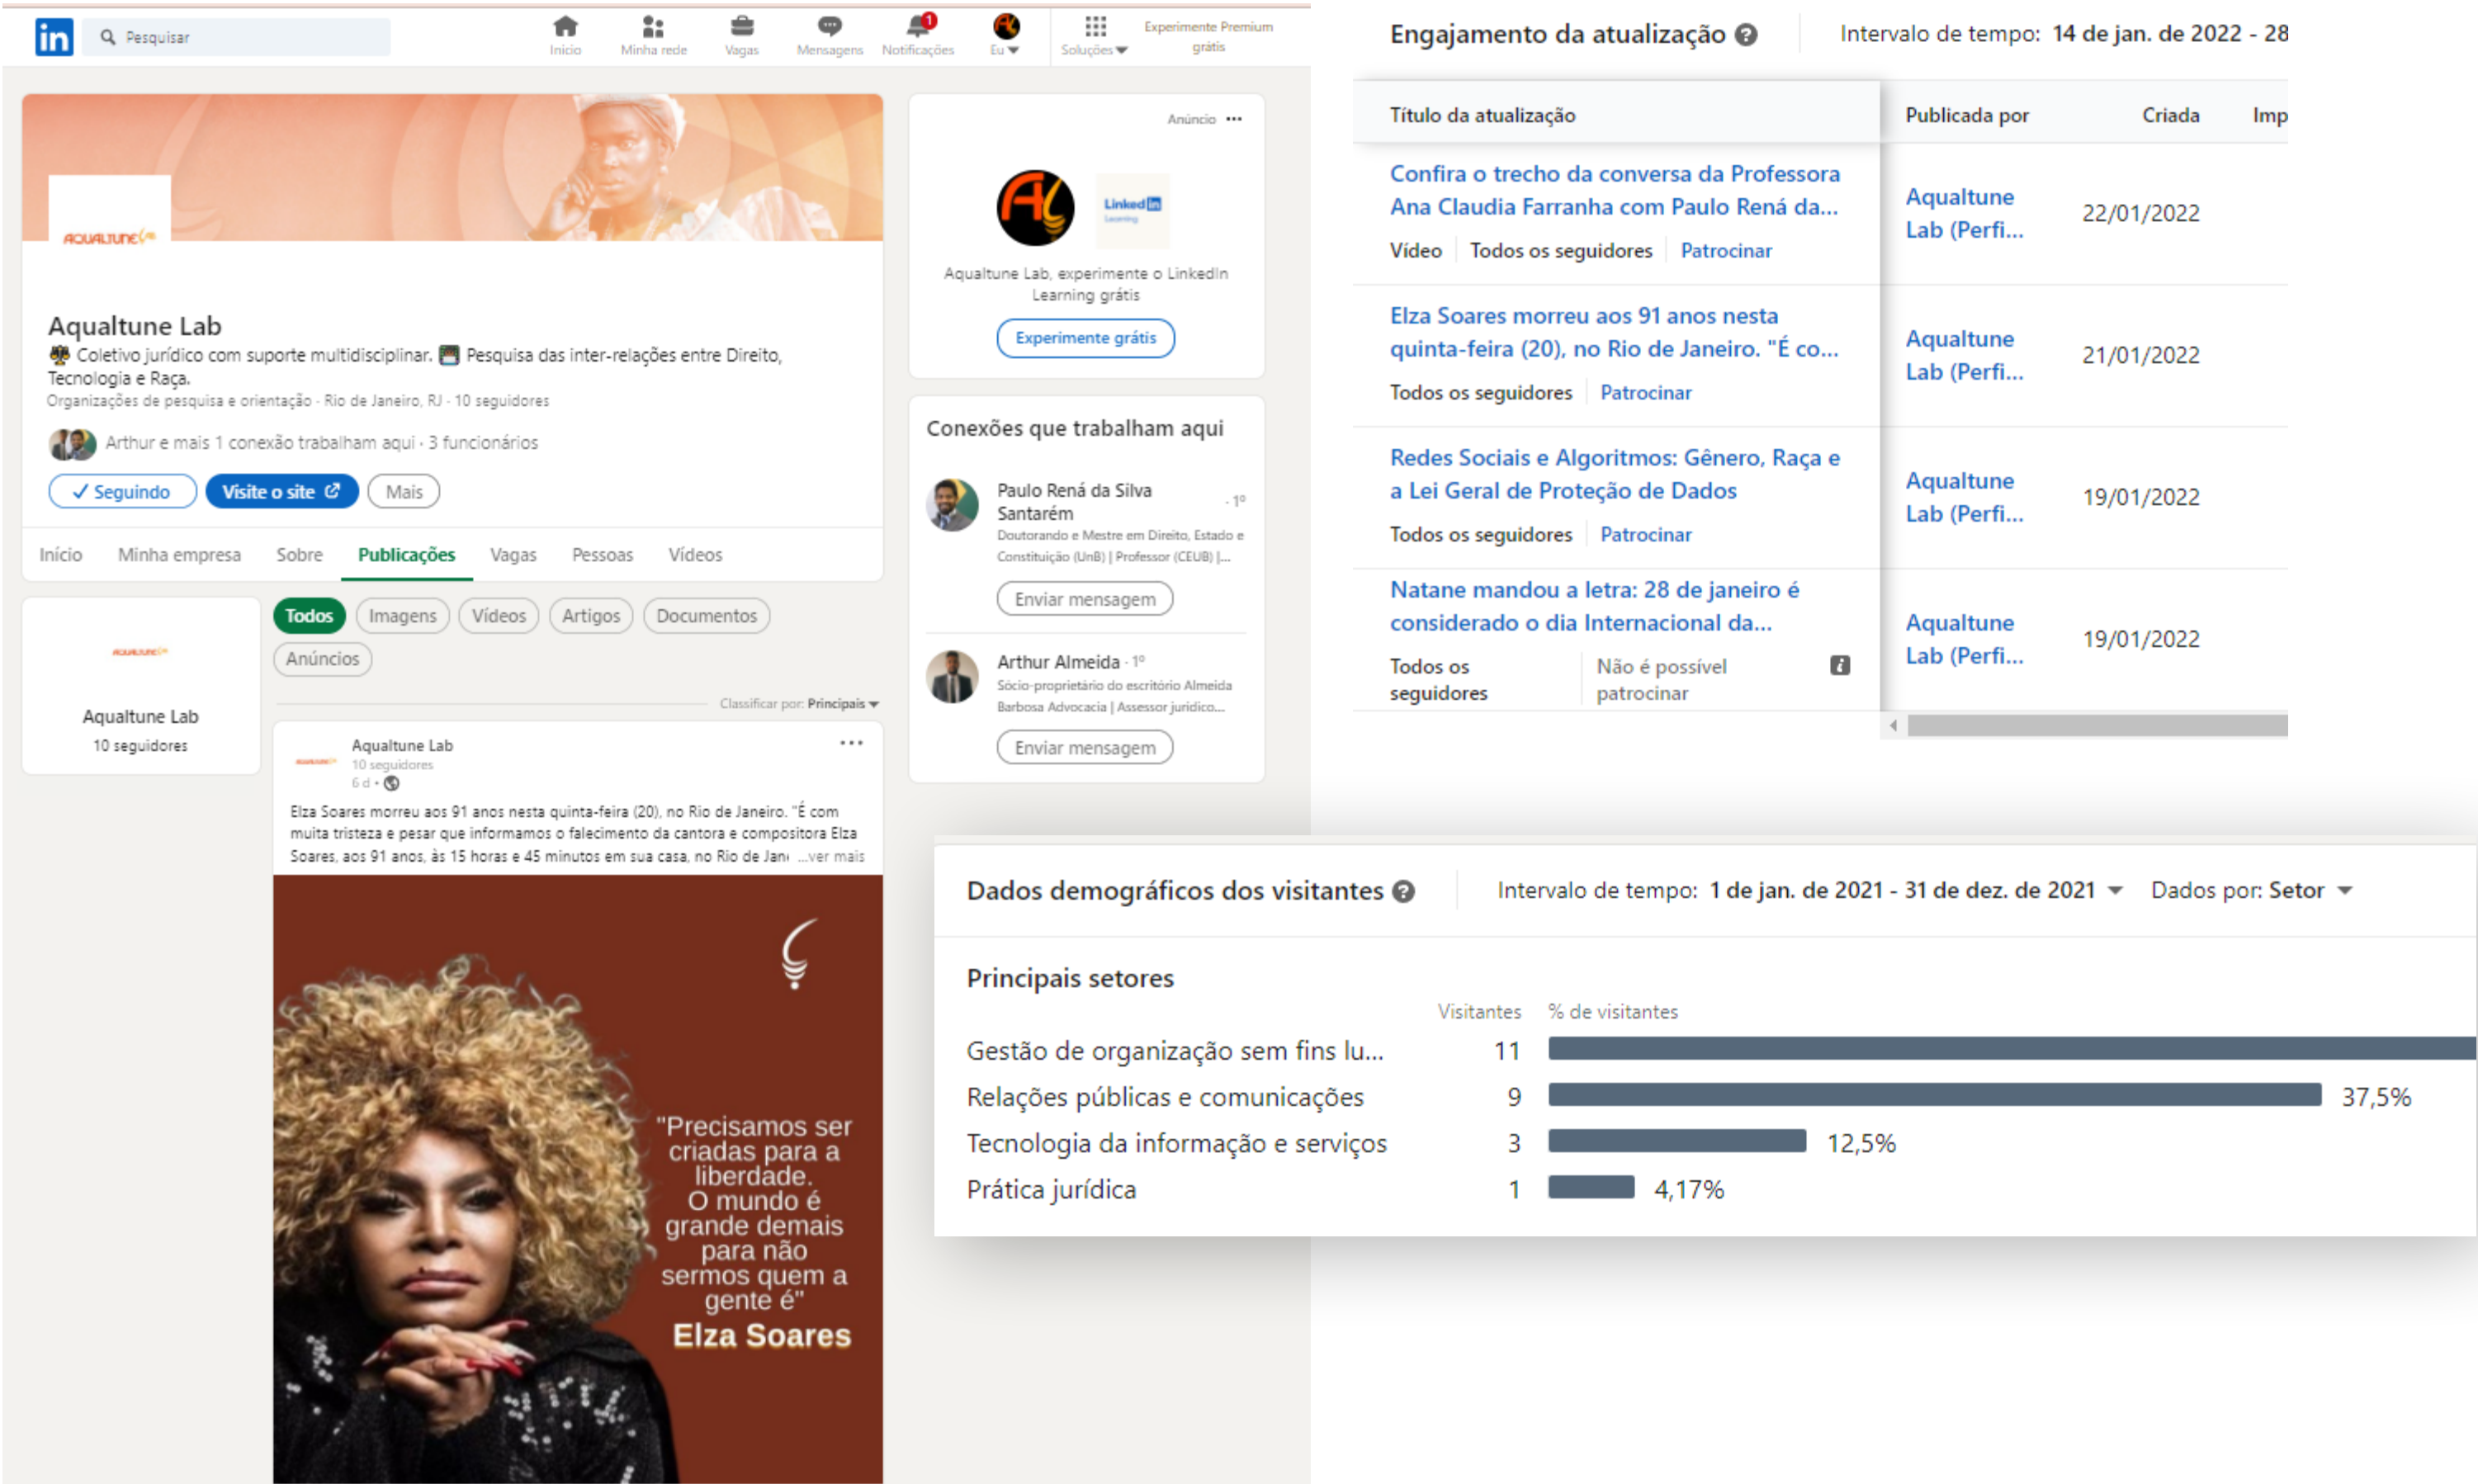 in
Pesquisar
Início
Minha rede
Vagas
Mensagens
1
Notificações
Eu
Soluções
Experimente Premium
grátis
AQUALTUNE
Aqualtune Lab
Coletivo jurídico com suporte multidisciplinar. Pesquisa das inter-relações entre Direito,
Tecnologia e Raça.
Organizações de pesquisa e orientação · Rio de Janeiro, RJ · 10 seguidores
Arthur e mais 1 conexão trabalham aqui · 3 funcionários
Seguindo
Visite o site
Mais
Início
Minha empresa
Sobre
Publicações
Vagas
Pessoas
Vídeos
AQUALTUNE
Aqualtune Lab
10 seguidores
Todos
Imagens
Vídeos
Artigos
Documentos
Anúncios
Classificar por: Principais
Aqualtune Lab
10 seguidores
6 d •
Elza Soares morreu aos 91 anos nesta quinta-feira (20), no Rio de Janeiro. "É com
muita tristeza e pesar que informamos o falecimento da cantora e compositora Elza
Soares, aos 91 anos, às 15 horas e 45 minutos em sua casa, no Rio de Jan ...ver mais
"Precisamos ser
criadas para a
liberdade.
O mundo é
grande demais
para não
sermos quem a
gente é"
Elza Soares
Anúncio
Linked in
Learning
Aqualtune Lab, experimente o LinkedIn
Learning grátis
Experimente grátis
Conexões que trabalham aqui
Paulo Rená da Silva
Santarém
· 1º
Doutorando e Mestre em Direito, Estado e
Constituição (UnB) | Professor (CEUB) |...
Enviar mensagem
Arthur Almeida · 1º
Sócio-proprietário do escritório Almeida
Barbosa Advocacia | Assessor jurídico...
Enviar mensagem
Engajamento da atualização
Intervalo de tempo: 14 de jan. de 2022 - 28
Título da atualização
Publicada por
Criada
Imp
Confira o trecho da conversa da Professora
Ana Claudia Farranha com Paulo Rená da...
Vídeo
Todos os seguidores
Patrocinar
Aqualtune
Lab (Perfi...
22/01/2022
Elza Soares morreu aos 91 anos nesta
quinta-feira (20), no Rio de Janeiro. "É co...
Todos os seguidores
Patrocinar
Aqualtune
Lab (Perfi...
21/01/2022
Redes Sociais e Algoritmos: Gênero, Raça e
a Lei Geral de Proteção de Dados
Todos os seguidores
Patrocinar
Aqualtune
Lab (Perfi...
19/01/2022
Natane mandou a letra: 28 de janeiro é
considerado o dia Internacional da...
Todos os
seguidores
Não é possível
patrocinar
Aqualtune
Lab (Perfi...
19/01/2022
Dados demográficos dos visitantes
Intervalo de tempo: 1 de jan. de 2021 - 31 de dez. de 2021
Dados por: Setor
Principais setores
Visitantes
% de visitantes
Gestão de organização sem fins lu...
11
Relações públicas e comunicações
9
37,5%
Tecnologia da informação e serviços
3
12,5%
Prática jurídica
1
4,17%